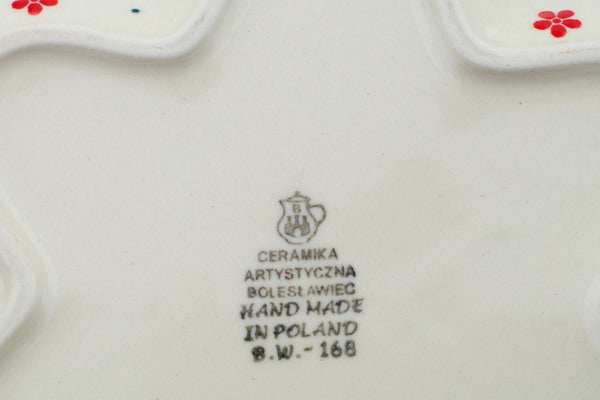 B
CERAMIKA
ARTYSTYCZNA
BOLESŁAWIEC
HAND MADE
IN POLAND
B.W.-168